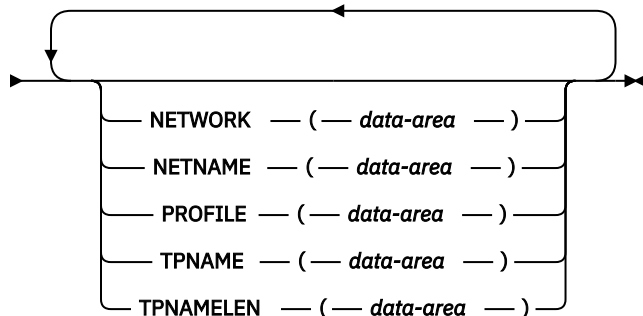 NETWORK ( data-area )
NETNAME ( data-area )
PROFILE ( data-area )
TPNAME ( data-area )
TPNAMELEN ( data-area )